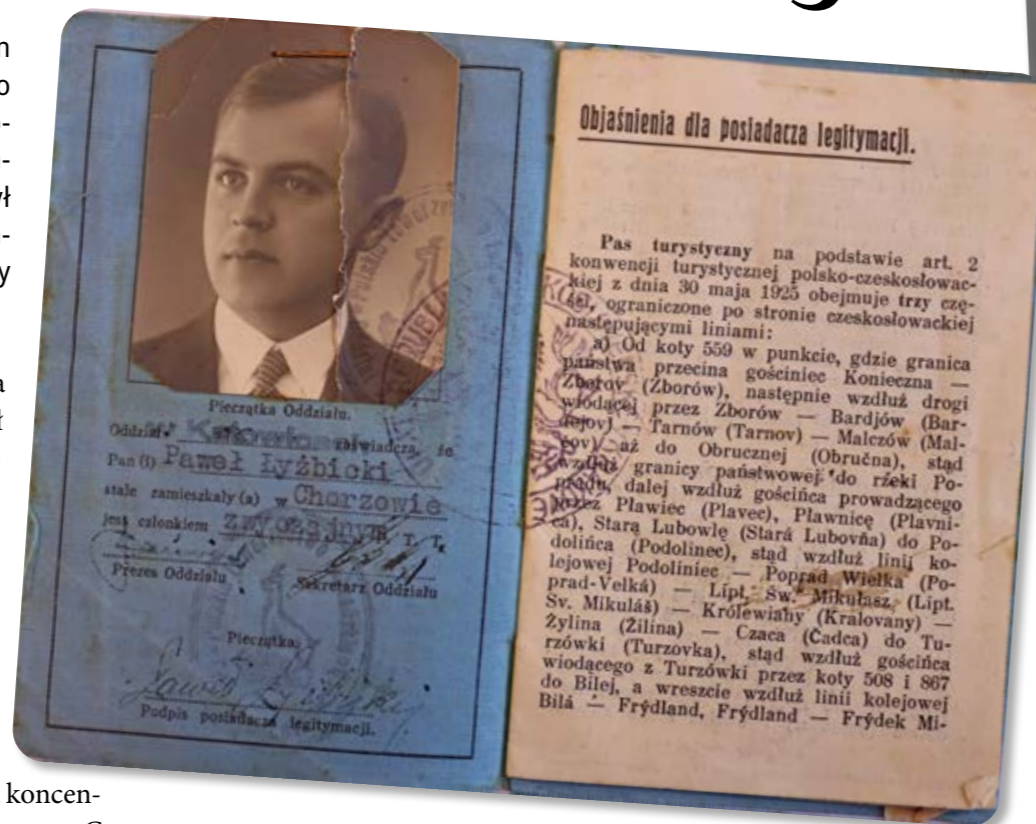 n
o
-
-
ył
-
y
a
ł
koncen-
Pieczątka Oddziału.
Oddział zaświadcza, że
Pan (i) Paweł Łyżbicki
stale zamieszkały (a) w Chorzowie
jest członkiem zwyczajnym T. T.
Prezes Oddziału Sekretarz Oddziału
Pieczątka
Podpis posiadacza legitymacji.
Objaśnienia dla posiadacza legitymacji.
Pas turystyczny na podstawie art. 2
konwencji turystycznej polsko-czeskosłowac-
kiej z dnia 30 maja 1925 obejmuje trzy czę-
ści, ograniczone po stronie czeskosłowackiej
następującymi liniami:
a) Od koty 559 w punkcie, gdzie granica
państwa przecina gościniec Konieczna —
Zborov (Zborów), następnie wzdłuż drogi
wiodącej przez Zborów — Bardjów (Bar-
dejov) — Tarnów (Tarnov) — Malczów (Mal-
cov) aż do Obrucznej (Obručna), stąd
wzdłuż granicy państwowej do rzeki Po-
pradu, dalej wzdłuż gościńca prowadzącego
przez Pławiec (Plavec), Pławnicę (Plavni-
ca), Starą Lubowlę (Stará Lubovňa) do Po-
dolińca (Podolinec), stąd wzdłuż linii ko-
lejowej Podoliniec — Poprad Wielka (Po-
prad-Velká) — Lipt. Św. Mikułasz (Lipt.
Sv. Mikuláš) — Królewiany (Kralovany) —
Żylina (Žilina) — Czaca (Čadca) do Tu-
rzówki (Turzovka), stąd wzdłuż gościńca
wiodącego z Turzówki przez koty 508 i 867
do Bilej, a wreszcie wzdłuż linii kolejowej
Bilá — Frýdland, Frýdland — Frýdek Mi-